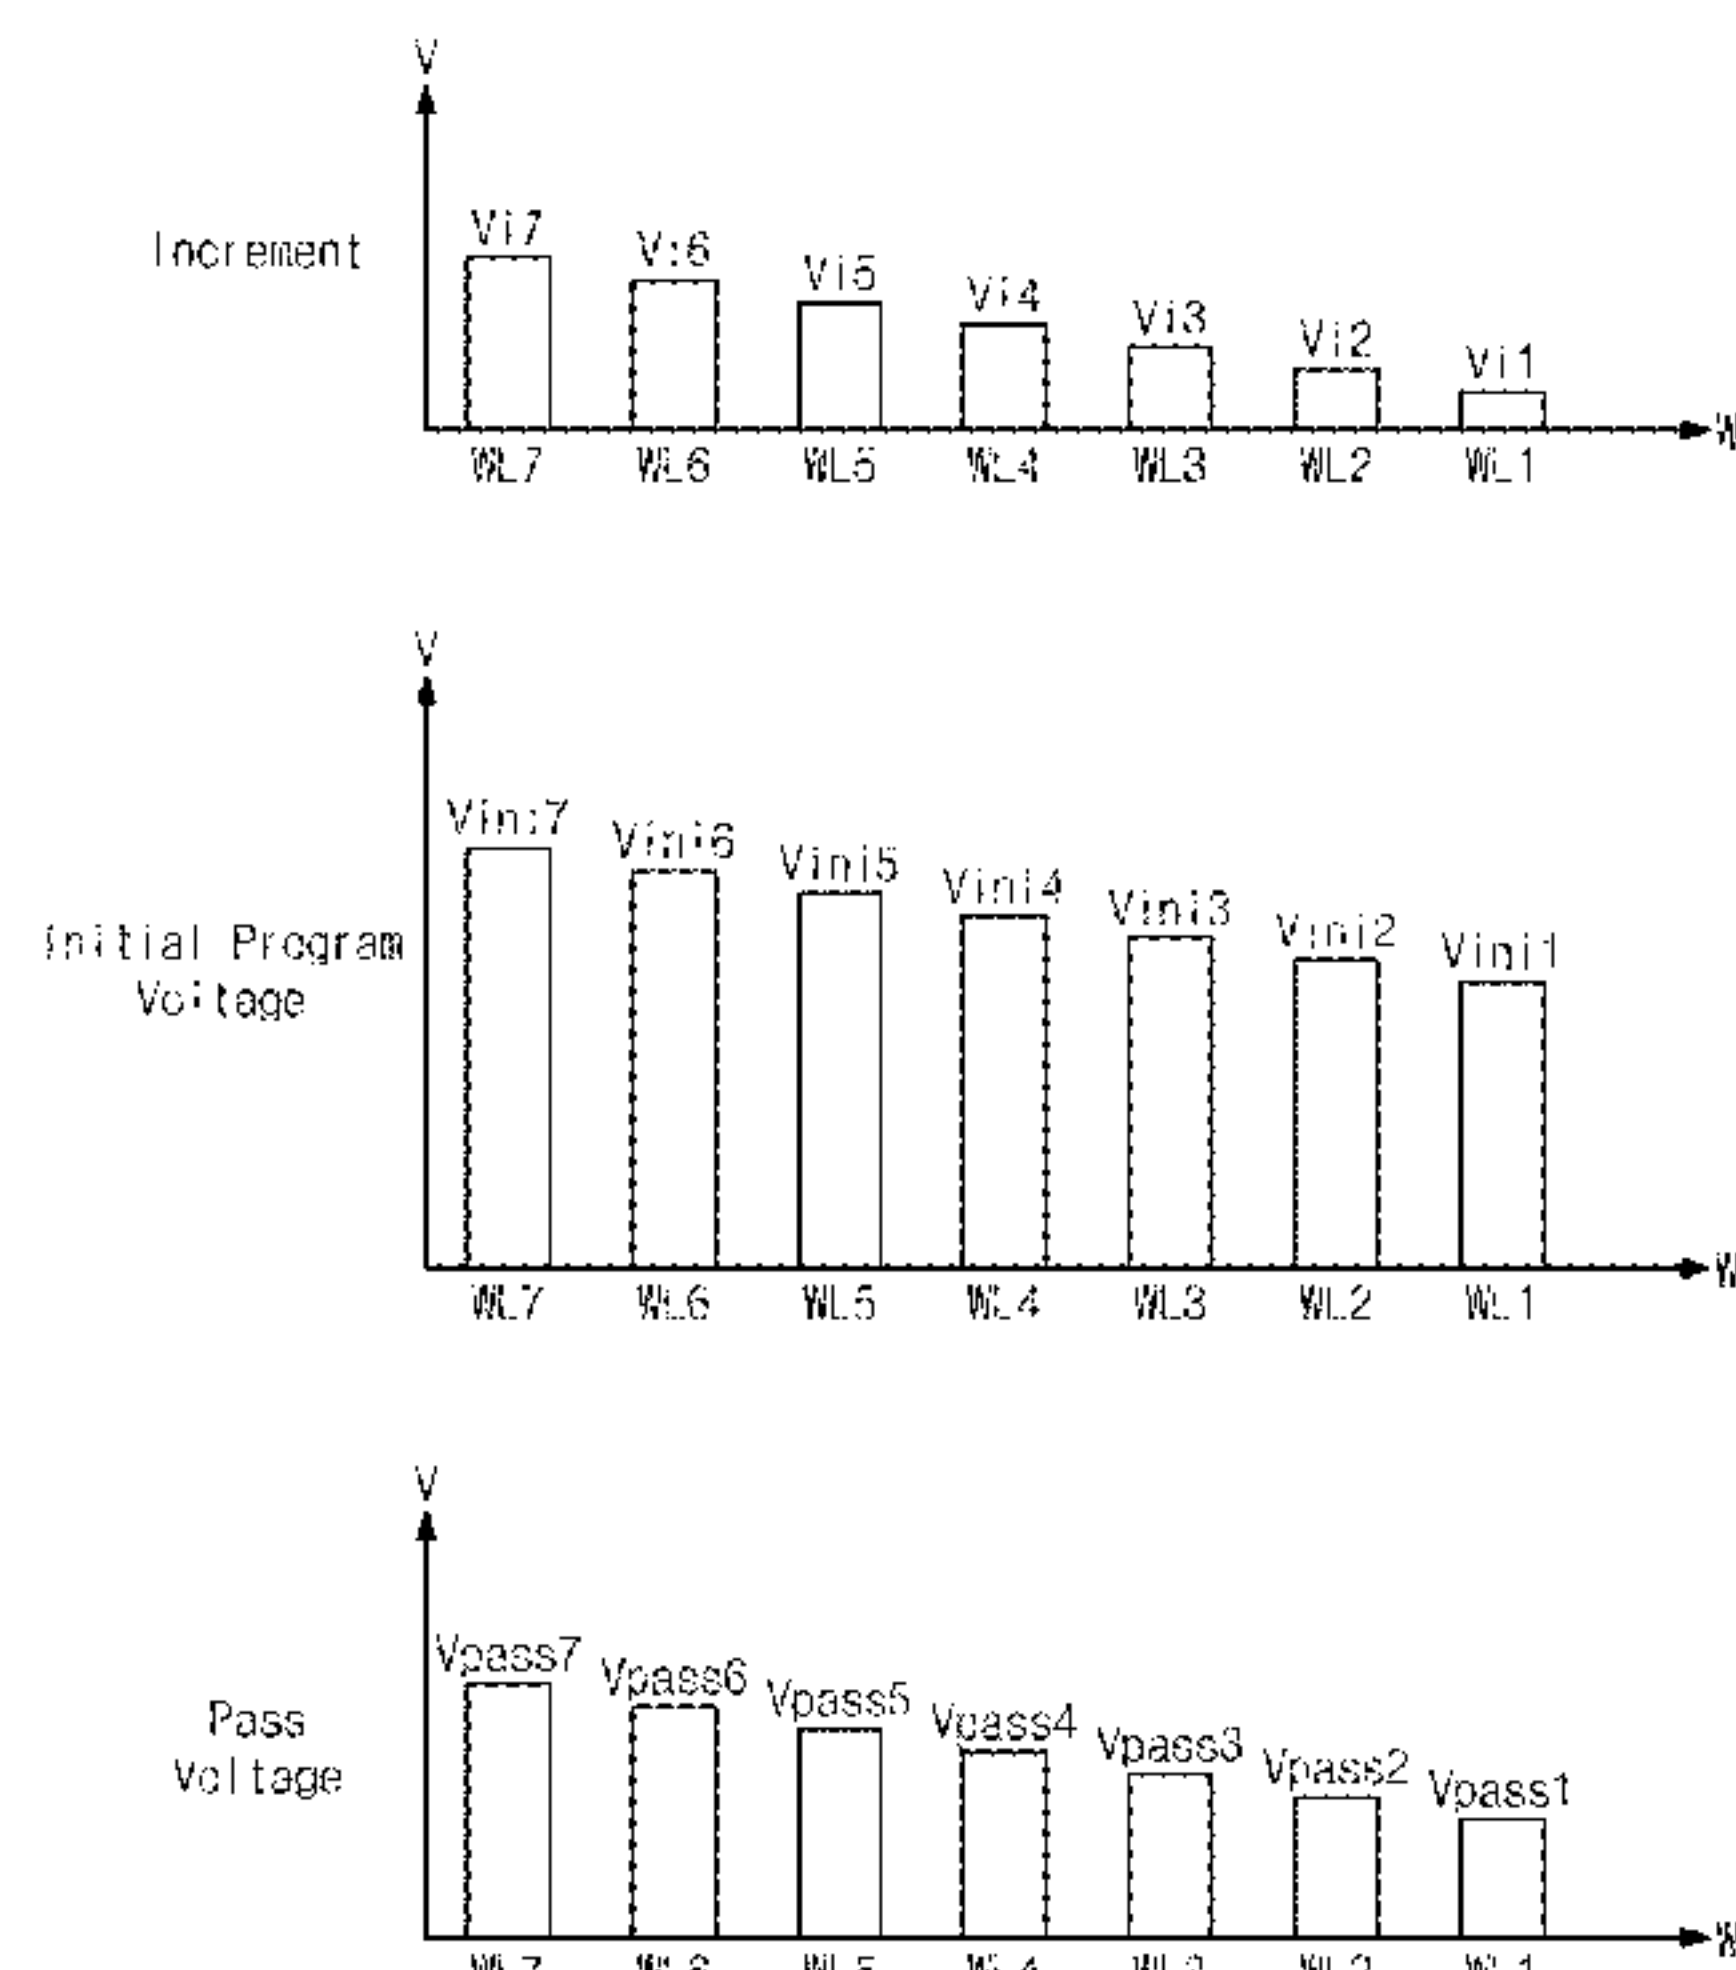 V
Increment
Vi7
Vi6
Vi5
Vi4
Vi3
Vi2
Vi1
WL7 WL6 WL5 WL4 WL3 WL2 WL1
V
Initial Program
Voltage
Vini7
Vini6
Vini5
Vini4
Vini3
Vini2
Vini1
WL7 WL6 WL5 WL4 WL3 WL2 WL1
V
Pass
Voltage
Vpass7
Vpass6
Vpass5
Vpass4
Vpass3
Vpass2
Vpass1